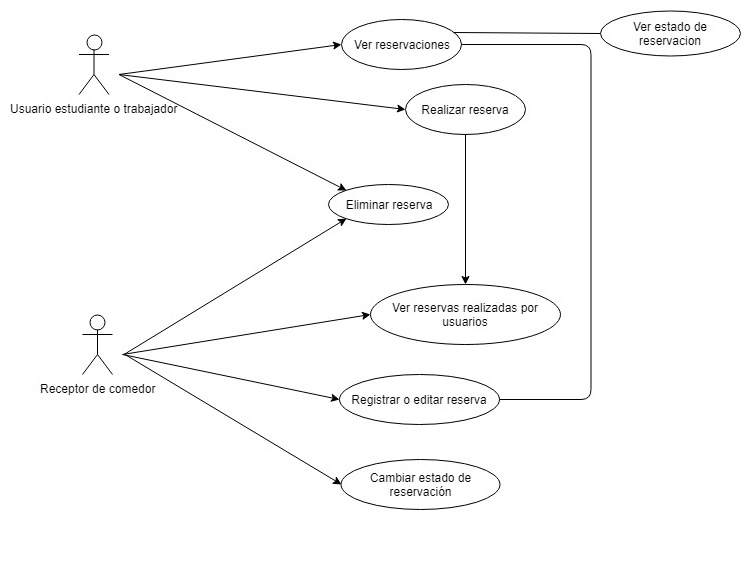 Ver estado de
reservacion
Ver reservaciones
Usuario estudiante o trabajador
Realizar reserva
Eliminar reserva
Ver reservas realizadas por
usuarios
Receptor de comedor
Registrar o editar reserva
Cambiar estado de
reservación